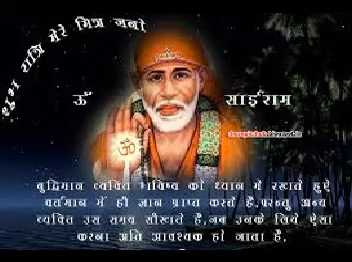 शुभ रात्रि मेरे मित्र जनो
ॐ साईं राम
ॐ
बुद्धिमान व्यक्ति भविष्य को ध्यान मे रखते हुऐ
वर्तमान में ही ज्ञान प्राप्त करते है,परन्तु अन्य
व्यक्ति उस समय सीखते है,जब उनके लिये ऐसा
करना अति आवश्यक हो जाता है,